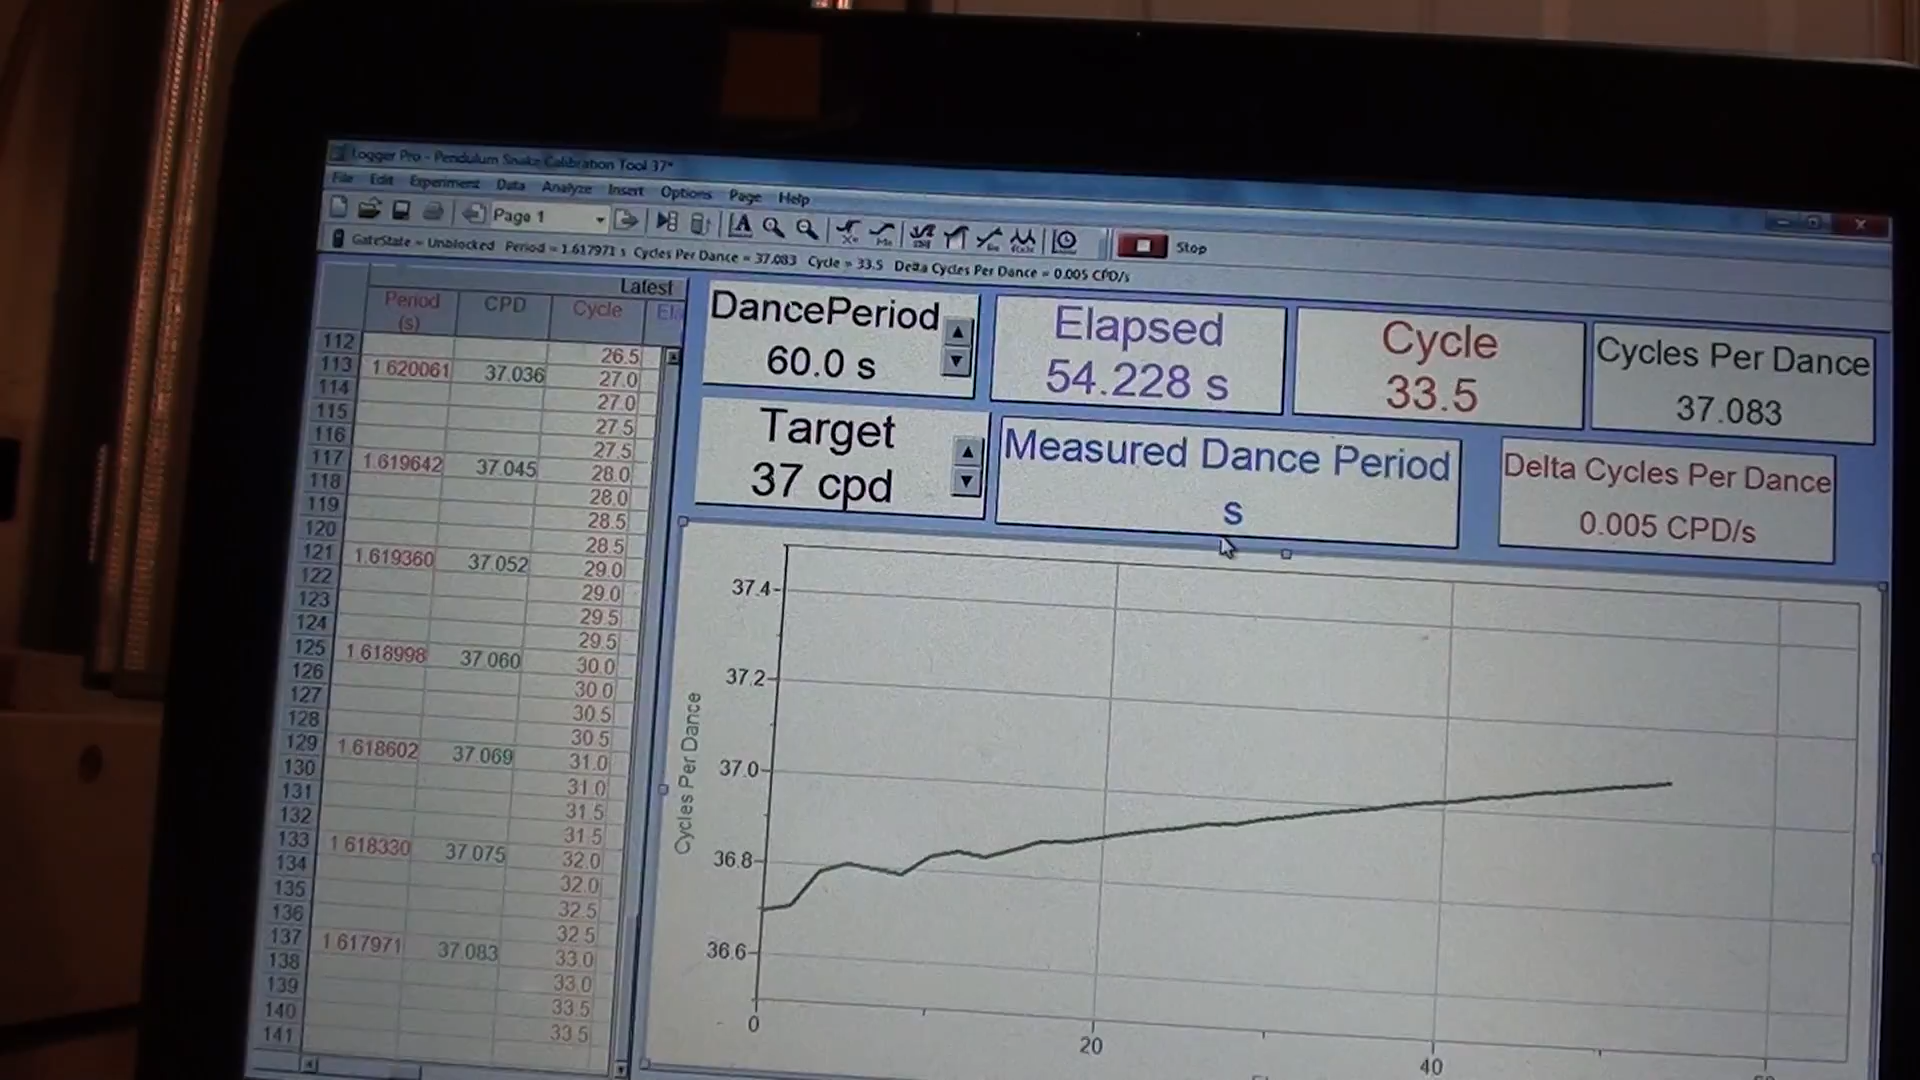 Logger Pro - Pendulum Snake Calibration Tool 37*
File Edit Experiment Data Analyze Insert Options Page Help
Page 1
Stop
GateState = Unblocked Period = 1.617971 s Cycles Per Dance = 37.083 Cycle = 33.5 Delta Cycles Per Dance = 0.005 CPD/s
Latest
Period (s) CPD Cycle
112 26.5
113 1.620061 37.036 27.0
114 27.0
115 27.5
116 27.5
117 1.619642 37.045 28.0
118 28.0
119 28.5
120 28.5
121 1.619360 37.052 29.0
122 29.0
123 29.5
124 29.5
125 1.618998 37.060 30.0
126 30.0
127 30.5
128 30.5
129 1.618602 37.069 31.0
130 31.0
131 31.5
132 31.5
133 1.618330 37.075 32.0
134 32.0
135 32.5
136 32.5
137 1.617971 37.083 33.0
138 33.0
139 33.5
140 33.5
141
DancePeriod
60.0 s
Elapsed
54.228 s
Cycle
33.5
Cycles Per Dance
37.083
Target
37 cpd
Measured Dance Period
s
Delta Cycles Per Dance
0.005 CPD/s
Cycles Per Dance
37.4
37.2
37.0
36.8
36.6
0 20 40